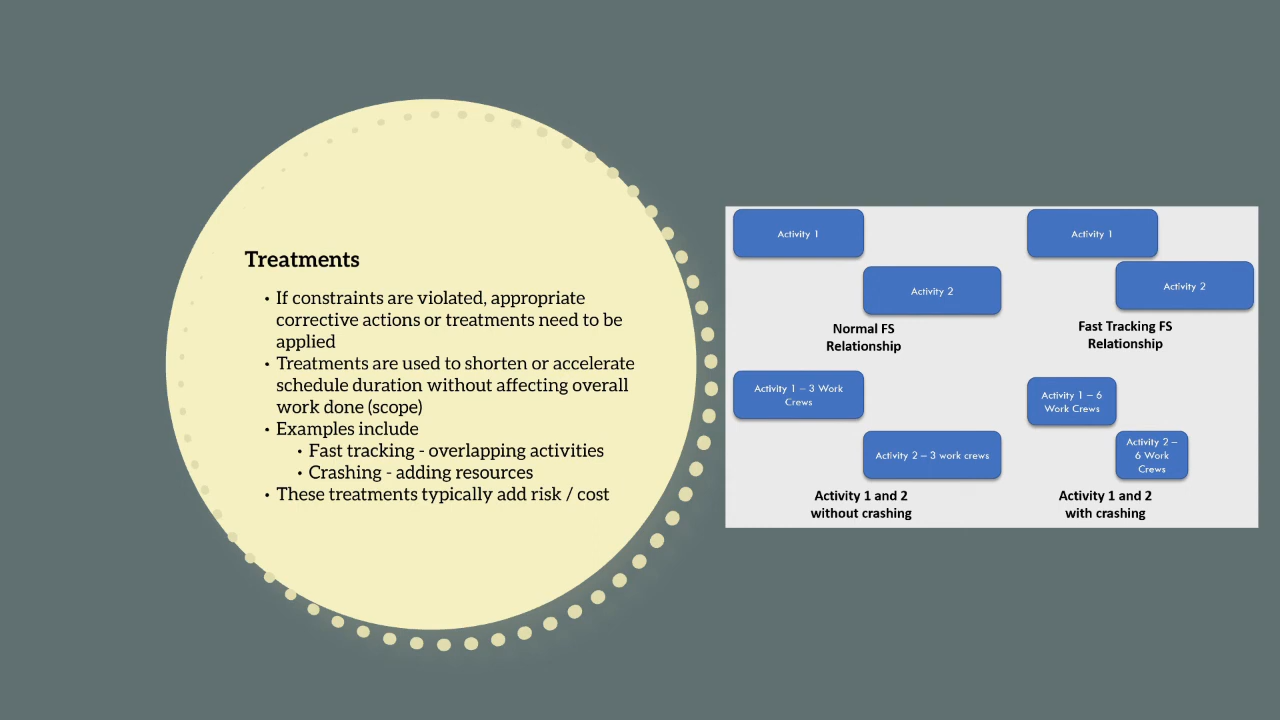 Treatments
• If constraints are violated, appropriate
corrective actions or treatments need to be
applied
• Treatments are used to shorten or accelerate
schedule duration without affecting overall
work done (scope)
• Examples include
• Fast tracking - overlapping activities
• Crashing - adding resources
• These treatments typically add risk / cost
Activity 1
Activity 2
Normal FS
Relationship
Activity 1
Activity 2
Fast Tracking FS
Relationship
Activity 1 – 3 Work
Crews
Activity 2 – 3 work crews
Activity 1 and 2
without crashing
Activity 1 – 6
Work Crews
Activity 2 –
6 Work
Crews
Activity 1 and 2
with crashing